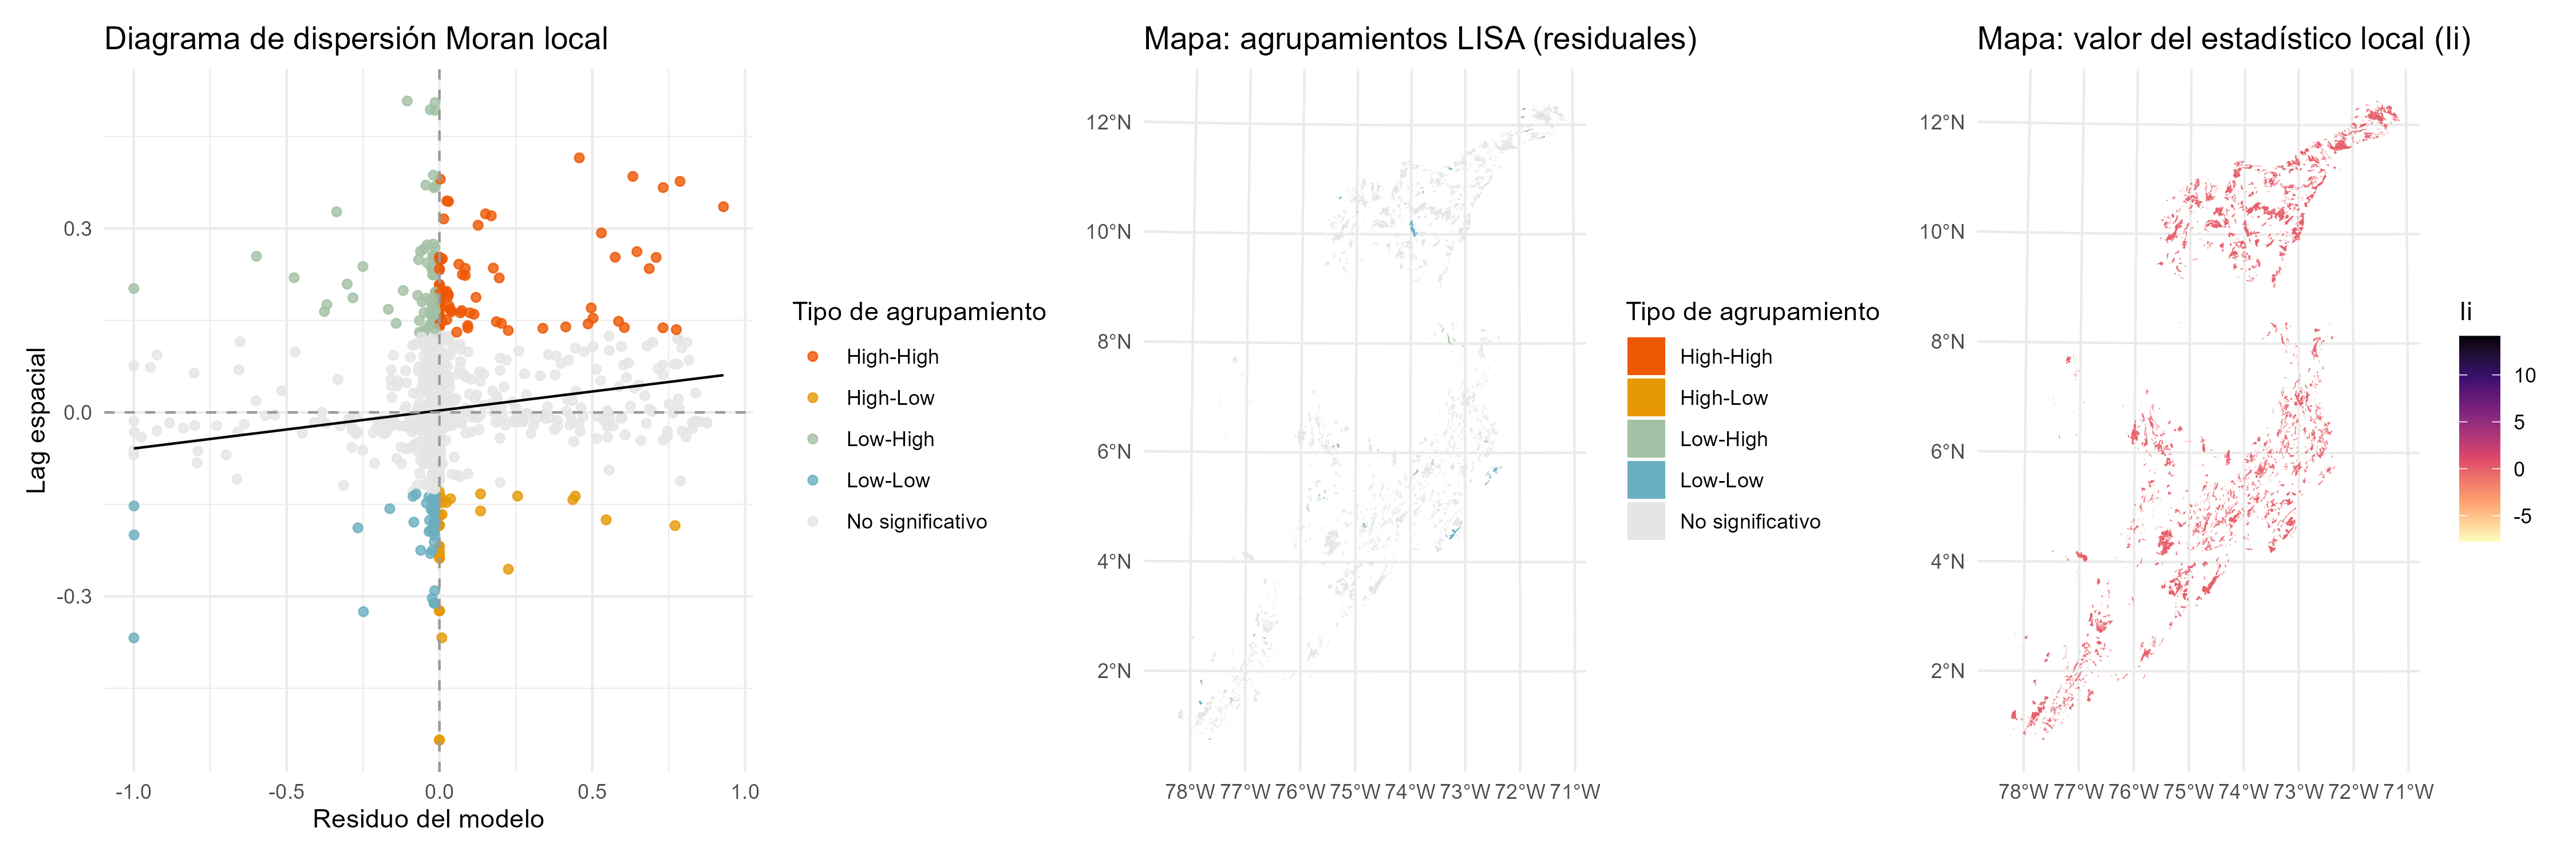 Diagrama de dispersión Moran local
Lag espacial
0.3
0.0
-0.3
-1.0 -0.5 0.0 0.5 1.0
Residuo del modelo
Tipo de agrupamiento
High-High
High-Low
Low-High
Low-Low
No significativo
Mapa: agrupamientos LISA (residuales)
12°N
10°N
8°N
6°N
4°N
2°N
78°W 77°W 76°W 75°W 74°W 73°W 72°W 71°W
Tipo de agrupamiento
High-High
High-Low
Low-High
Low-Low
No significativo
Mapa: valor del estadístico local (Ii)
12°N
10°N
8°N
6°N
4°N
2°N
78°W 77°W 76°W 75°W 74°W 73°W 72°W 71°W
Ii
10
5
0
-5